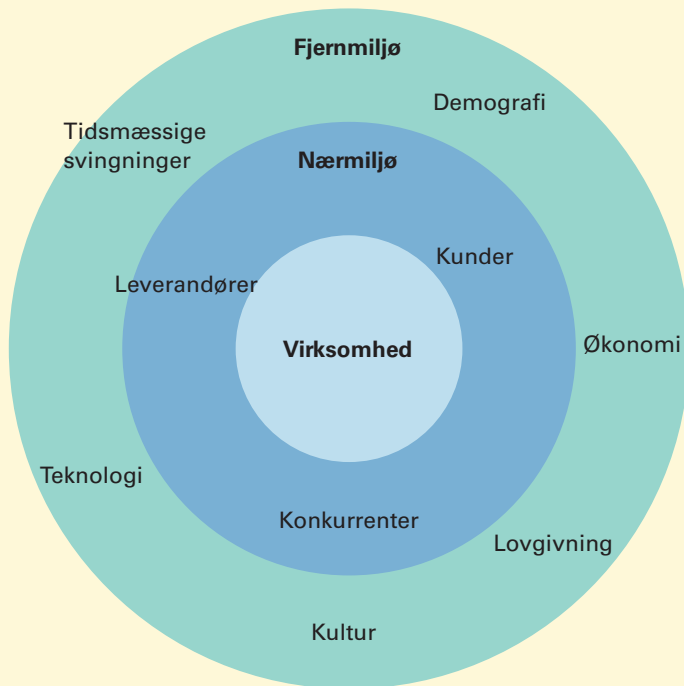 Fjernmiljø
Demografi
Tidsmæssige
svingninger
Nærmiljø
Kunder
Leverandører
Økonomi
Virksomhed
Teknologi
Konkurrenter
Lovgivning
Kultur